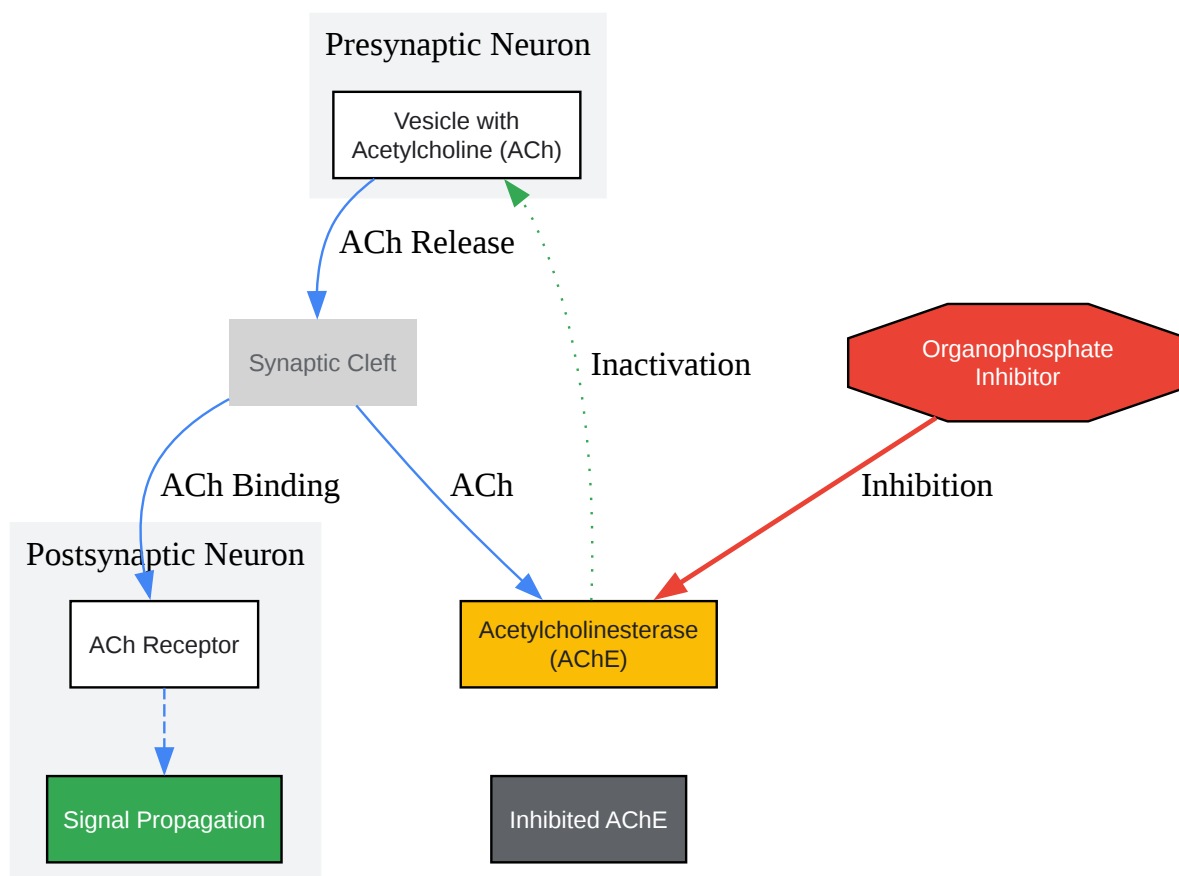 Presynaptic Neuron
Vesicle with
Acetylcholine (ACh)
ACh Release
Synaptic Cleft
Inactivation
Organophosphate
Inhibitor
ACh Binding
ACh
Inhibition
Postsynaptic Neuron
ACh Receptor
Acetylcholinesterase
(AChE)
Signal Propagation
Inhibited AChE